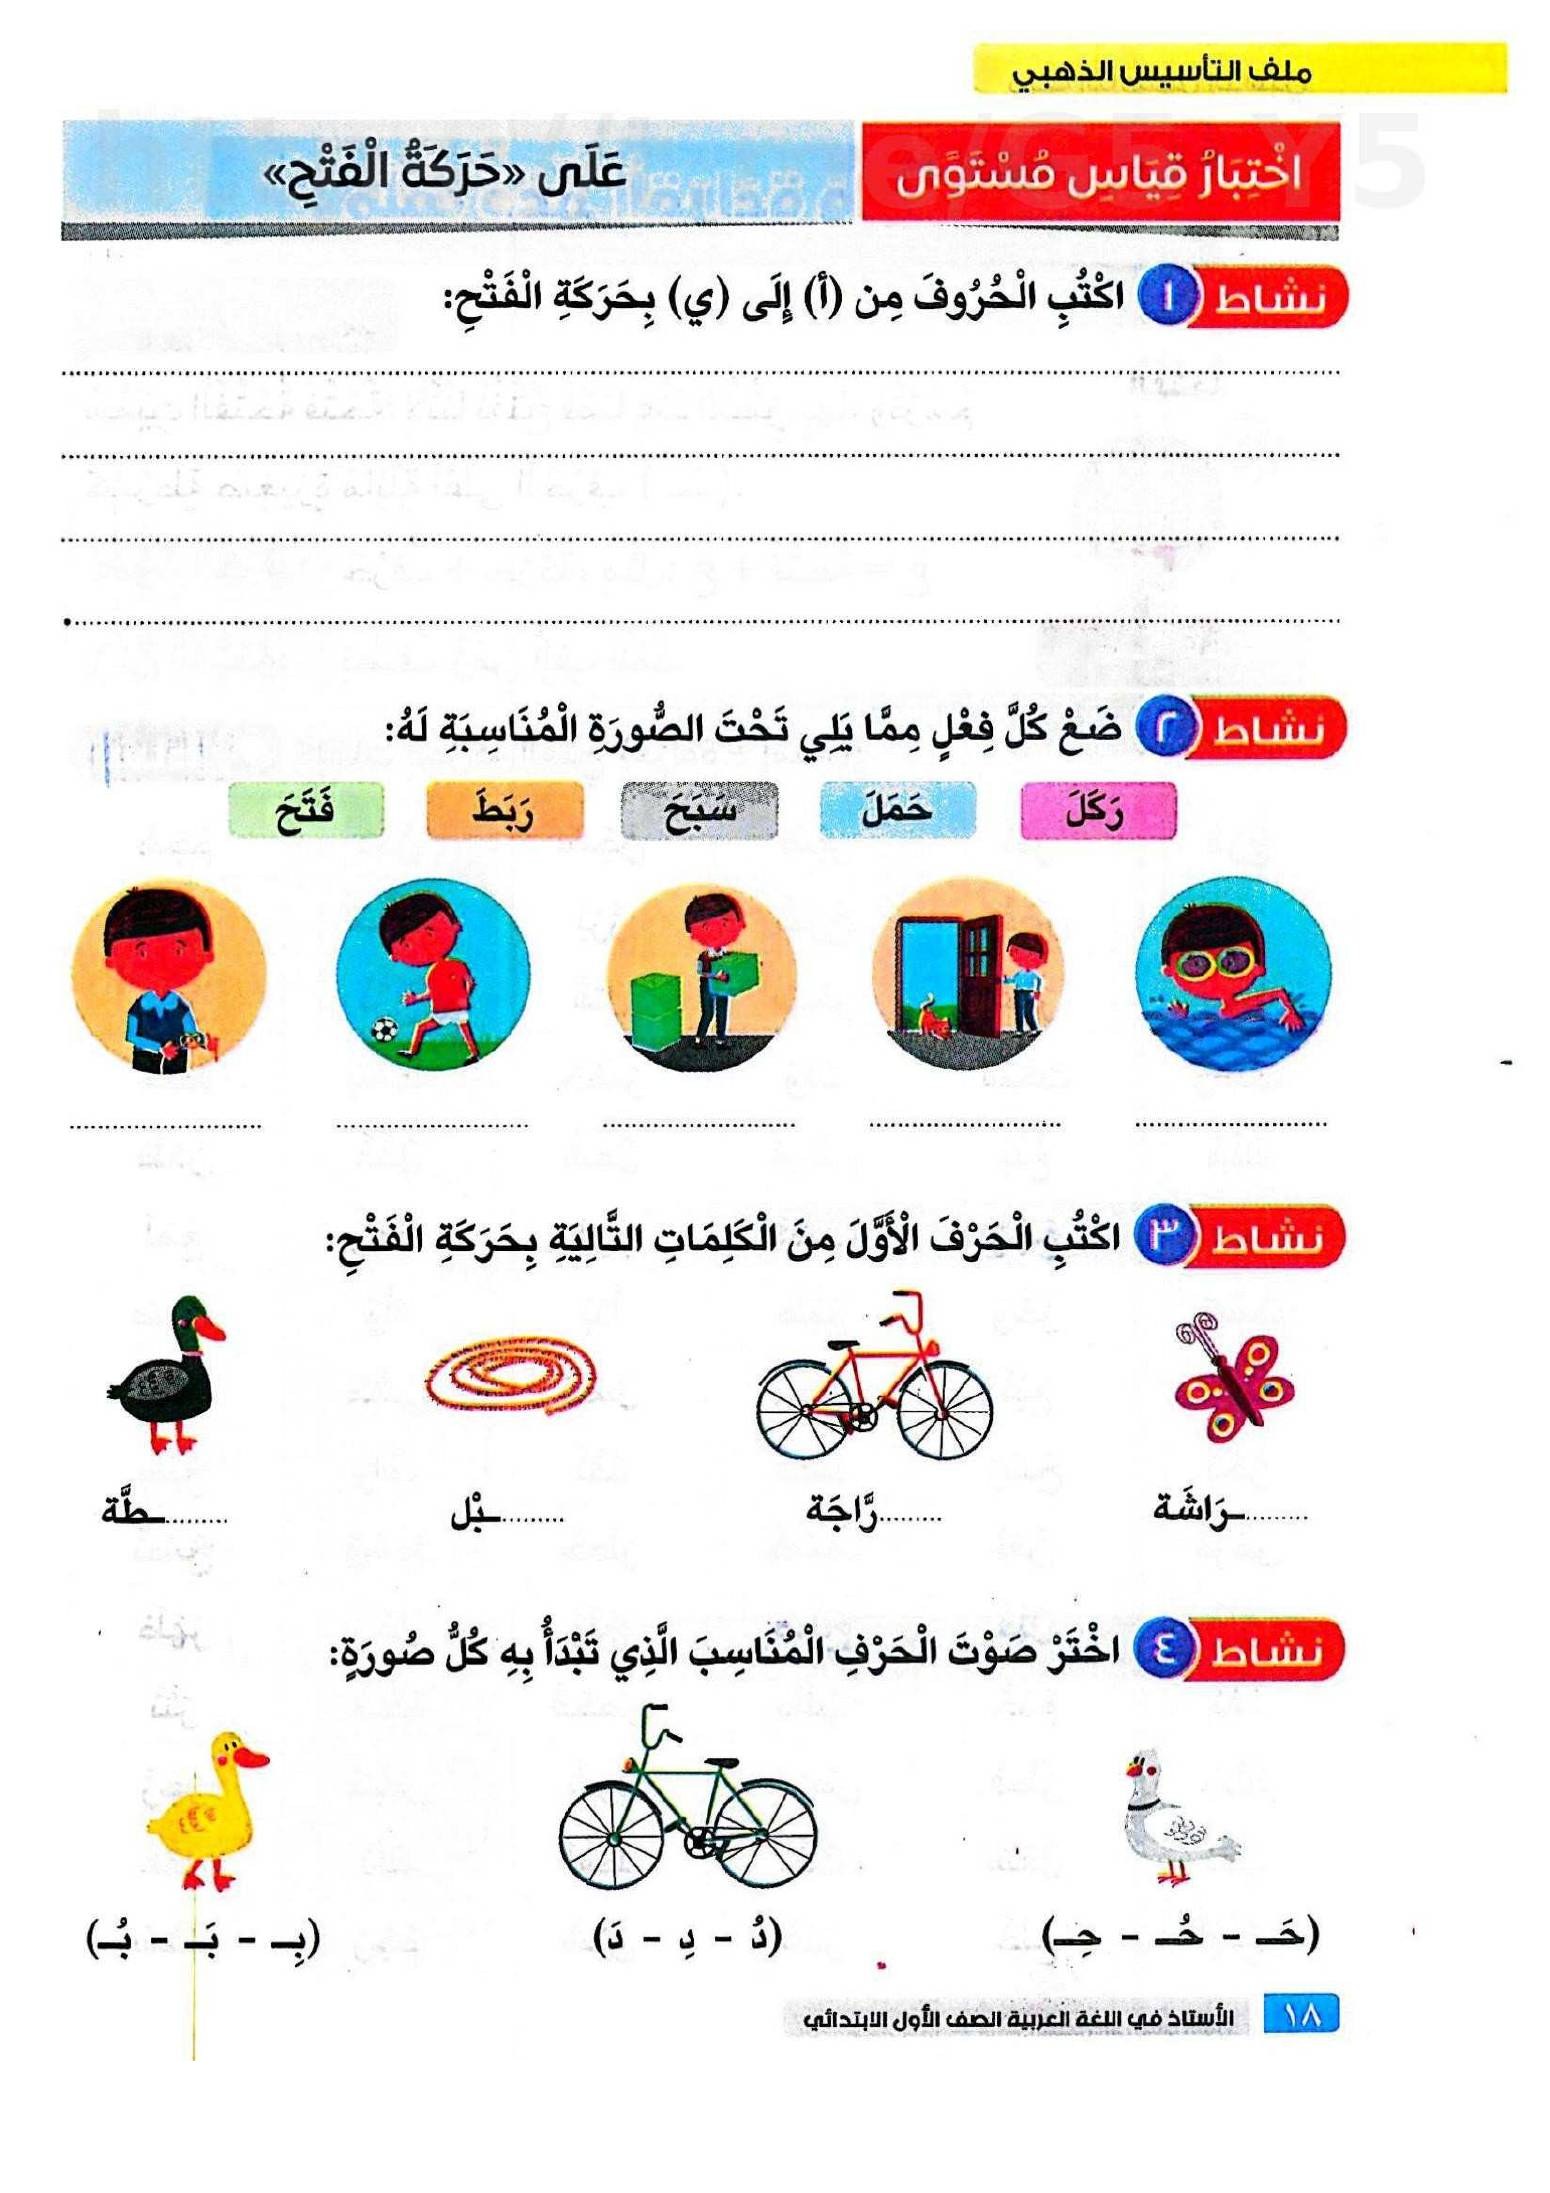 ملف التأسيس الذهبي
اخْتِبَارُ قِيَاسِ مُسْتَوًى عَلَى «حَرَكَةُ الْفَتْحِ»
نشاط ١ اكْتُبِ الْحُرُوفَ مِن (أ) إِلَى (ي) بِحَرَكَةِ الْفَتْحِ:
نشاط ٢ ضَعْ كُلَّ فِعْلٍ مِمَّا يَلِي تَحْتَ الصُّورَةِ الْمُنَاسِبَةِ لَهُ:
رَكَلَ حَمَلَ سَبَحَ رَبَطَ فَتَحَ
نشاط ٣ اكْتُبِ الْحَرْفَ الْأَوَّلَ مِنَ الْكَلِمَاتِ التَّالِيَةِ بِحَرَكَةِ الْفَتْحِ:
.........ـرَاشَة .........رَّاجَة .........ـبْل .........ـطَّة
نشاط ٤ اخْتَرْ صَوْتَ الْحَرْفِ الْمُنَاسِبَ الَّذِي تَبْدَأُ بِهِ كُلُّ صُورَةٍ:
(حَـ - حُـ - حِـ) (دُ - دِ - دَ) (بِـ - بَـ - بُـ)
١٨ الأستاذ في اللغة العربية الصف الأول الابتدائي